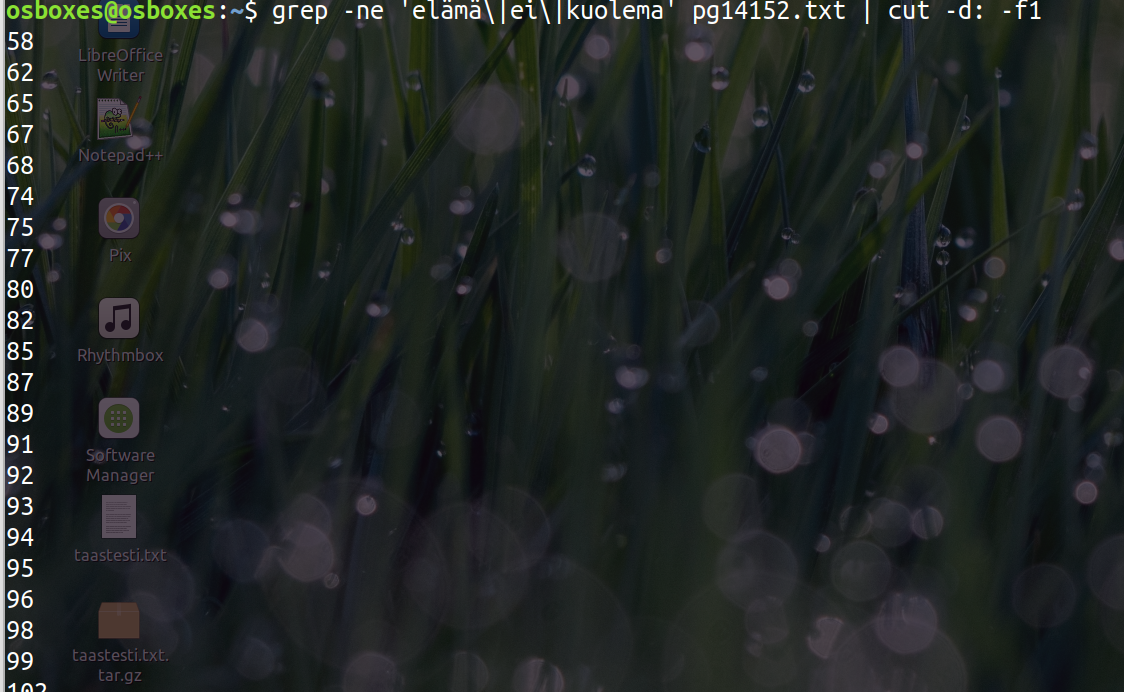 osboxes@osboxes:~$ grep -ne 'elämä\|ei\|kuolema' pg14152.txt | cut -d: -f1
58
62
65
67
68
74
75
77
80
82
85
87
89
91
92
93
94
95
96
98
99
102
LibreOffice
Writer
Notepad++
Pix
Rhythmbox
Software
Manager
taastesti.txt
taastesti.txt.
tar.gz